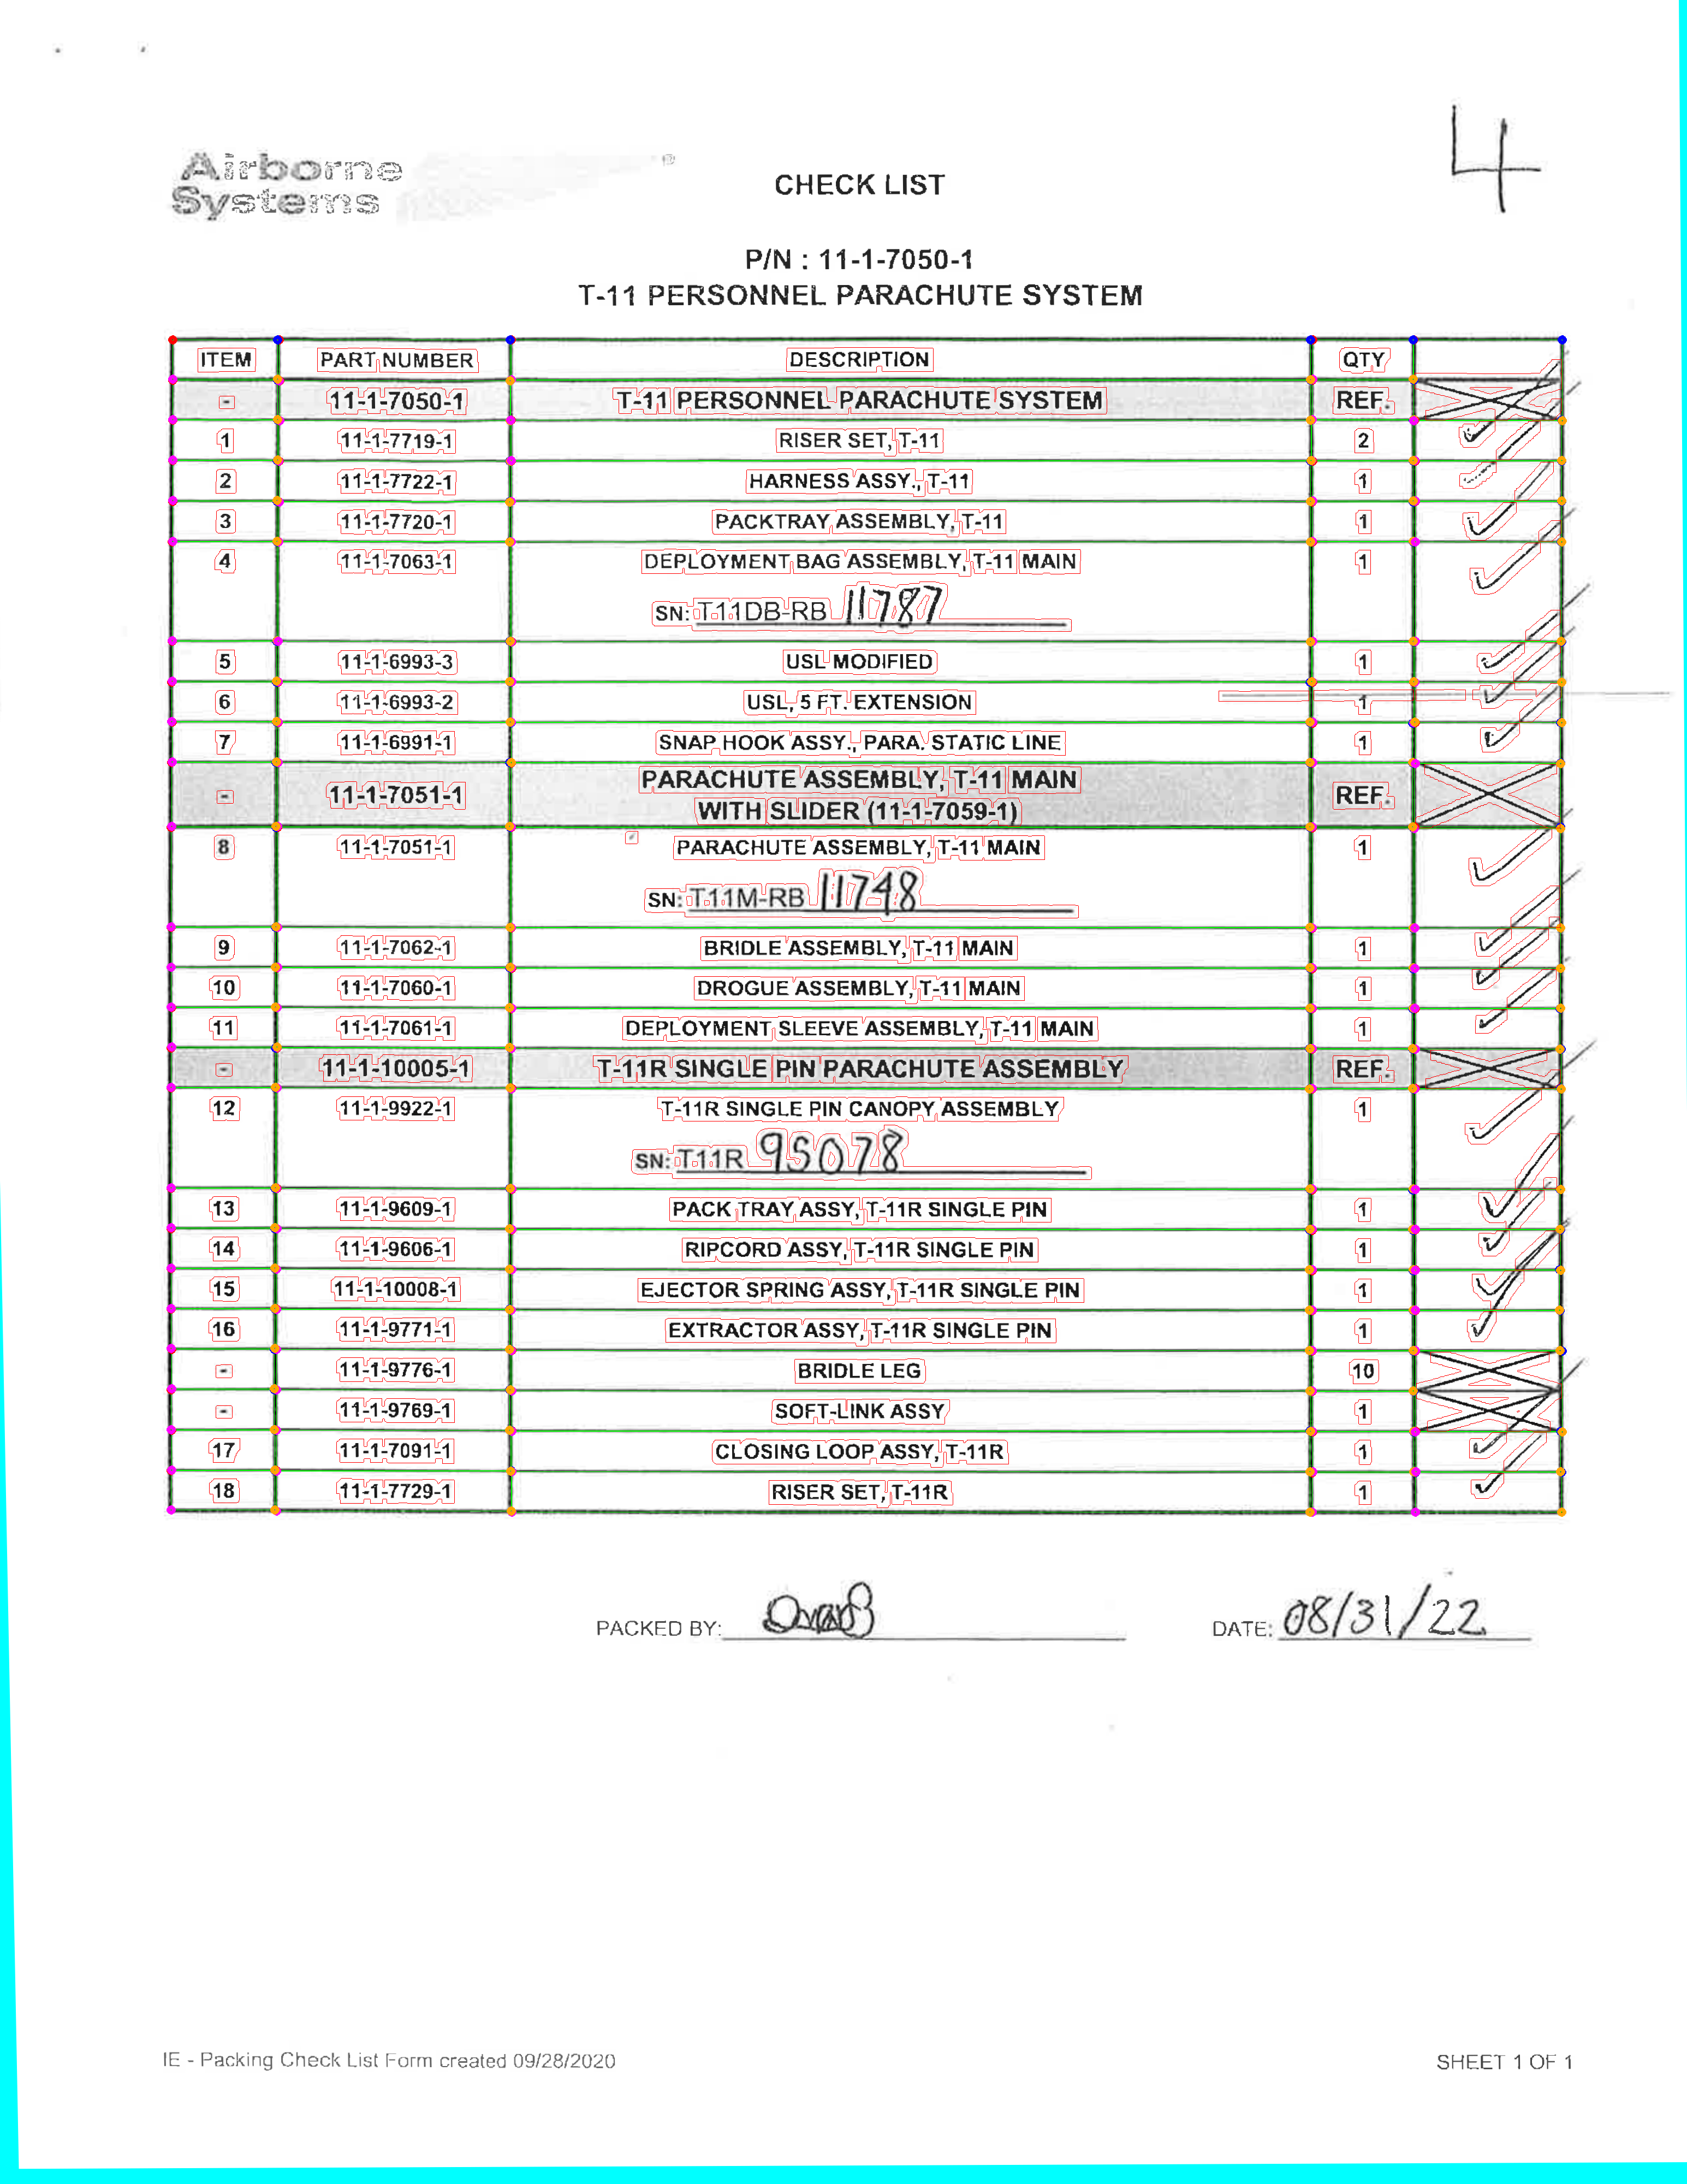 4
Airborne
Systems ®
CHECK LIST
P/N : 11-1-7050-1
T-11 PERSONNEL PARACHUTE SYSTEM
ITEM PART NUMBER DESCRIPTION QTY
- 11-1-7050-1 T-11 PERSONNEL PARACHUTE SYSTEM REF.
1 11-1-7719-1 RISER SET, T-11 2
2 11-1-7722-1 HARNESS ASSY., T-11 1
3 11-1-7720-1 PACKTRAY ASSEMBLY, T-11 1
4 11-1-7063-1 DEPLOYMENT BAG ASSEMBLY, T-11 MAIN 1
SN: T11DB-RB 11787
5 11-1-6993-3 USL MODIFIED 1
6 11-1-6993-2 USL, 5 FT. EXTENSION 1
7 11-1-6991-1 SNAP HOOK ASSY., PARA. STATIC LINE 1
- 11-1-7051-1 PARACHUTE ASSEMBLY, T-11 MAIN REF.
WITH SLIDER (11-1-7059-1)
8 11-1-7051-1 PARACHUTE ASSEMBLY, T-11 MAIN 1
SN: T11M-RB 11748
9 11-1-7062-1 BRIDLE ASSEMBLY, T-11 MAIN 1
10 11-1-7060-1 DROGUE ASSEMBLY, T-11 MAIN 1
11 11-1-7061-1 DEPLOYMENT SLEEVE ASSEMBLY, T-11 MAIN 1
- 11-1-10005-1 T-11R SINGLE PIN PARACHUTE ASSEMBLY REF.
12 11-1-9922-1 T-11R SINGLE PIN CANOPY ASSEMBLY 1
SN: T11R 95078
13 11-1-9609-1 PACK TRAY ASSY, T-11R SINGLE PIN 1
14 11-1-9606-1 RIPCORD ASSY, T-11R SINGLE PIN 1
15 11-1-10008-1 EJECTOR SPRING ASSY, T-11R SINGLE PIN 1
16 11-1-9771-1 EXTRACTOR ASSY, T-11R SINGLE PIN 1
- 11-1-9776-1 BRIDLE LEG 10
- 11-1-9769-1 SOFT-LINK ASSY 1
17 11-1-7091-1 CLOSING LOOP ASSY, T-11R 1
18 11-1-7729-1 RISER SET, T-11R 1
PACKED BY: DATE: 08/31/22
IE - Packing Check List Form created 09/28/2020 SHEET 1 OF 1